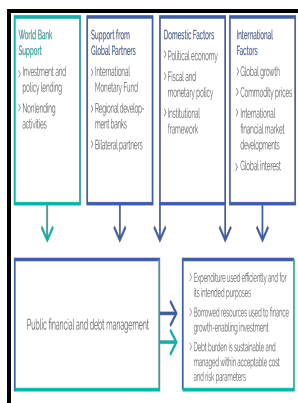 World Bank
Support
› Investment and
policy lending
› Nonlending
activities
Support from
Global Partners
› International
Monetary Fund
› Regional develop-
ment banks
› Bilateral partners
Domestic Factors
› Political economy
› Fiscal and
monetary policy
› Institutional
framework
International
Factors
› Global growth
› Commodity prices
› International
financial market
developments
› Global interest
Public financial and debt management
› Expenditure used efficiently and for
its intended purposes
› Borrowed resources used to finance
growth-enabling investment
› Debt burden is sustainable and
managed within acceptable cost
and risk parameters